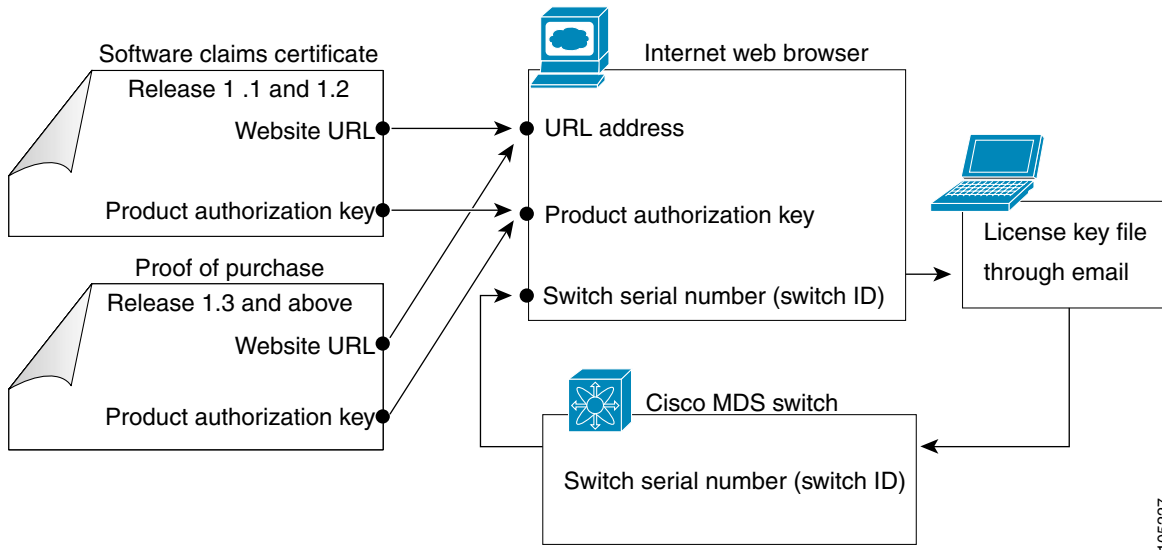 Software claims certificate
Release 1 .1 and 1.2
Website URL
Product authorization key
Proof of purchase
Release 1.3 and above
Website URL
Product authorization key
Internet web browser
URL address
Product authorization key
Switch serial number (switch ID)
License key file
through email
Cisco MDS switch
Switch serial number (switch ID)